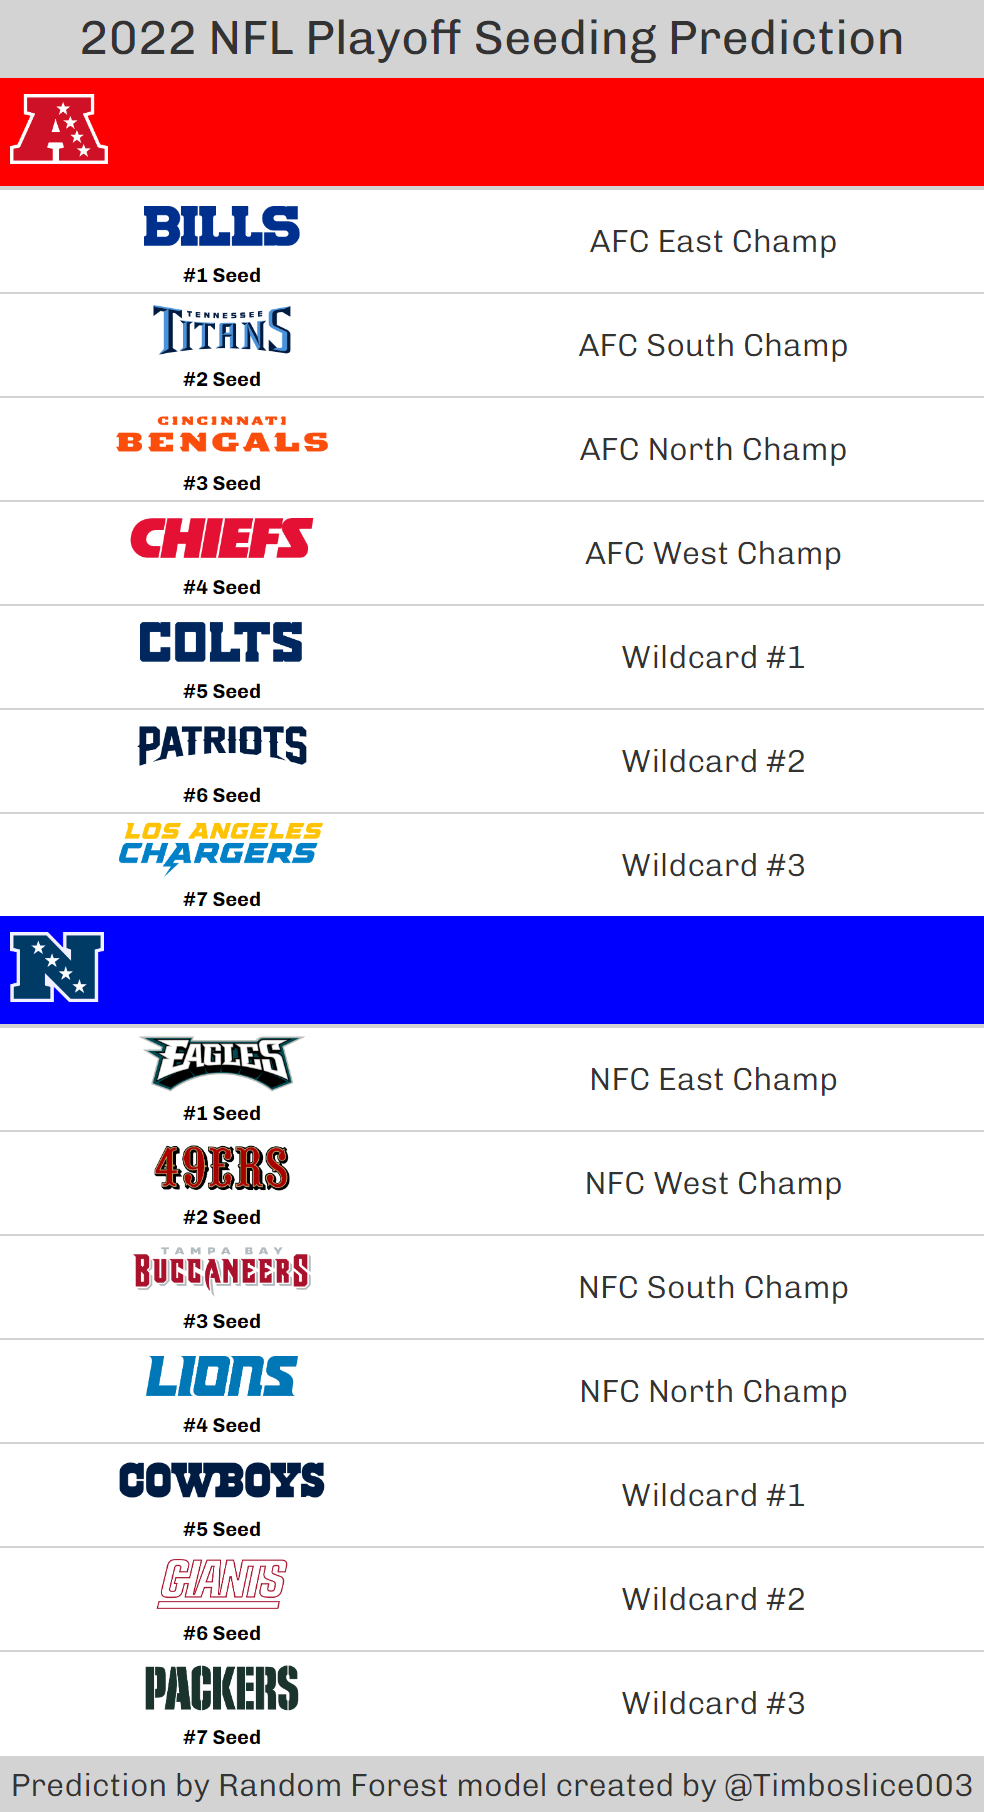 2022 NFL Playoff Seeding Prediction
A
BILLS
#1 Seed
AFC East Champ
TENNESSEE
TITANS
#2 Seed
AFC South Champ
CINCINNATI
BENGALS
#3 Seed
AFC North Champ
CHIEFS
#4 Seed
AFC West Champ
COLTS
#5 Seed
Wildcard #1
PATRIOTS
#6 Seed
Wildcard #2
LOS ANGELES
CHARGERS
#7 Seed
Wildcard #3
N
EAGLES
#1 Seed
NFC East Champ
49ERS
#2 Seed
NFC West Champ
TAMPA BAY
BUCCANEERS
#3 Seed
NFC South Champ
LIONS
#4 Seed
NFC North Champ
COWBOYS
#5 Seed
Wildcard #1
GIANTS
#6 Seed
Wildcard #2
PACKERS
#7 Seed
Wildcard #3
Prediction by Random Forest model created by @Timboslice003